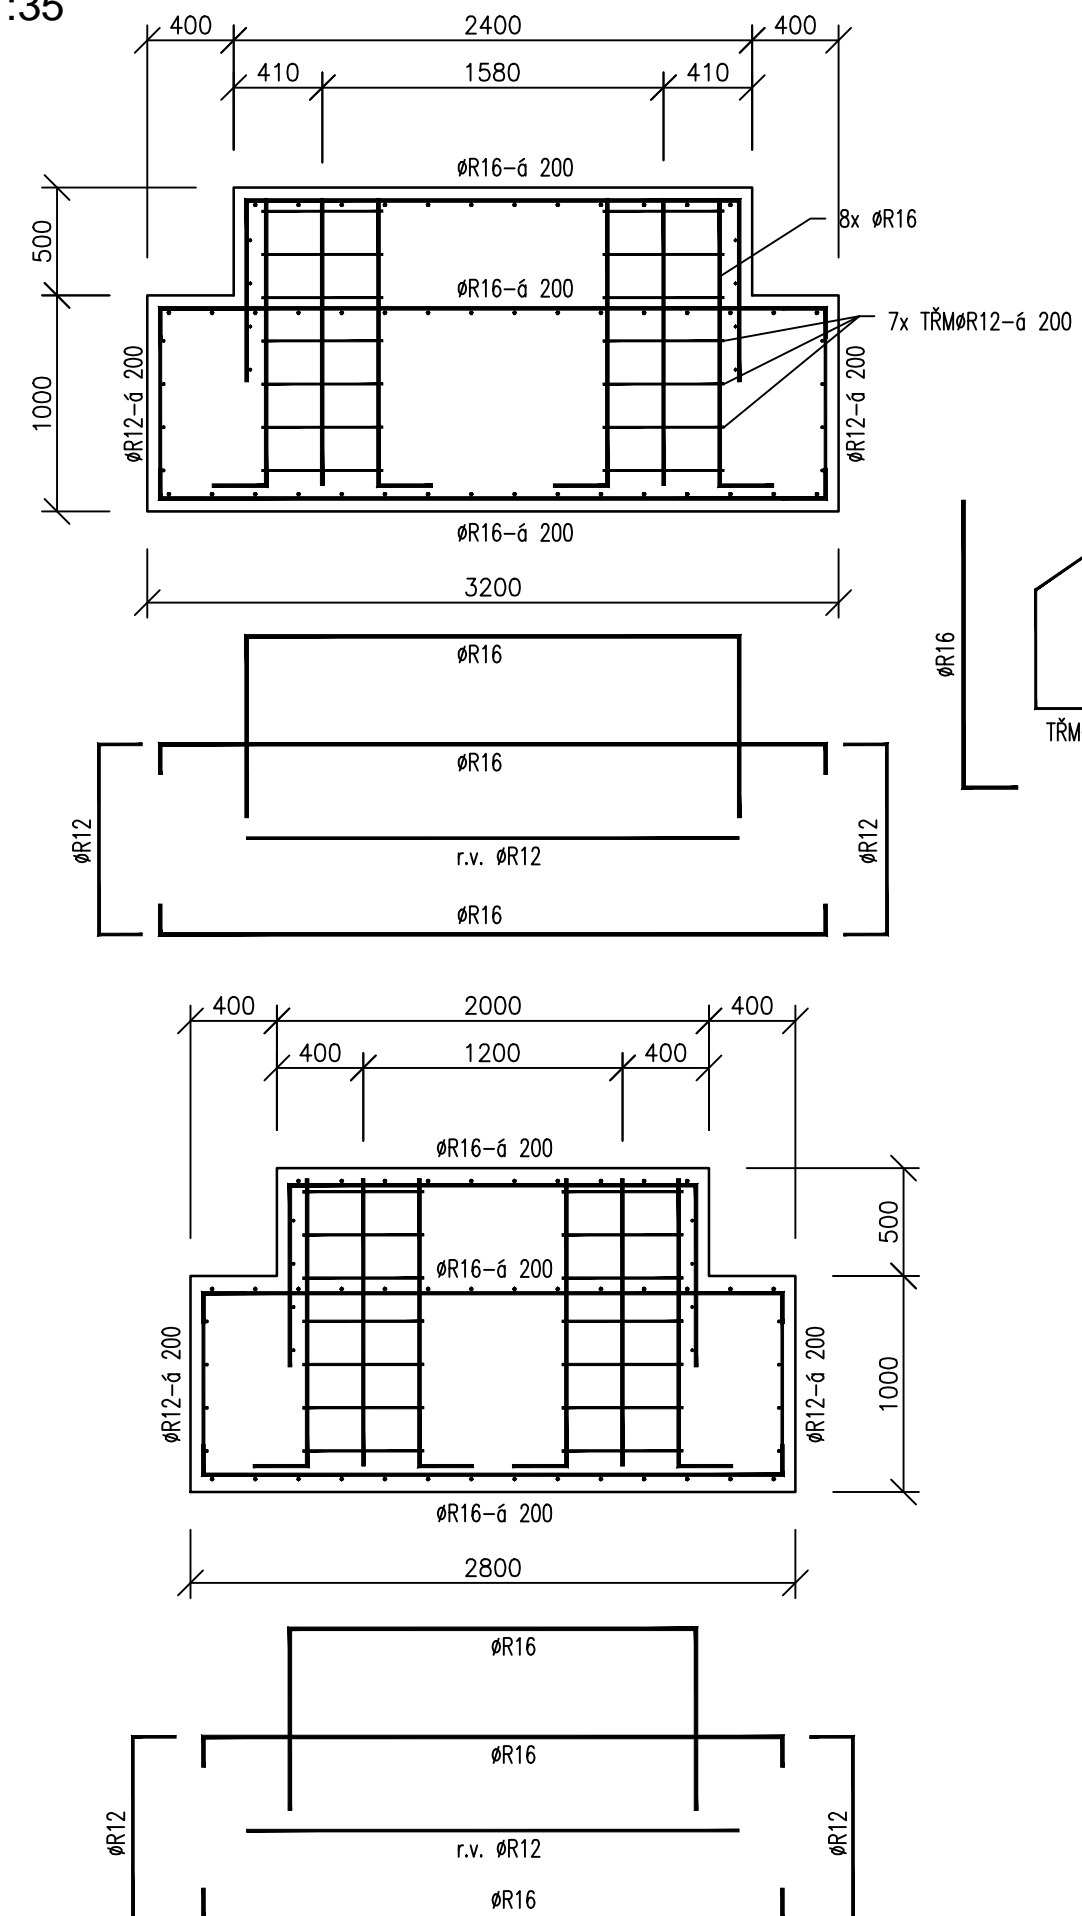 :35
400 2400 400
410 1580 410
øR16-á 200
8x øR16
500
øR16-á 200
7x TŘMøR12-á 200
1000
øR12-á 200
øR12-á 200
øR16-á 200
3200
øR16
øR16
TŘM
øR16
øR12
øR12
r.v. øR12
øR16
400 2000 400
400 1200 400
øR16-á 200
500
øR16-á 200
øR12-á 200
øR12-á 200
1000
øR16-á 200
2800
øR16
øR16
øR12
øR12
r.v. øR12
øR16